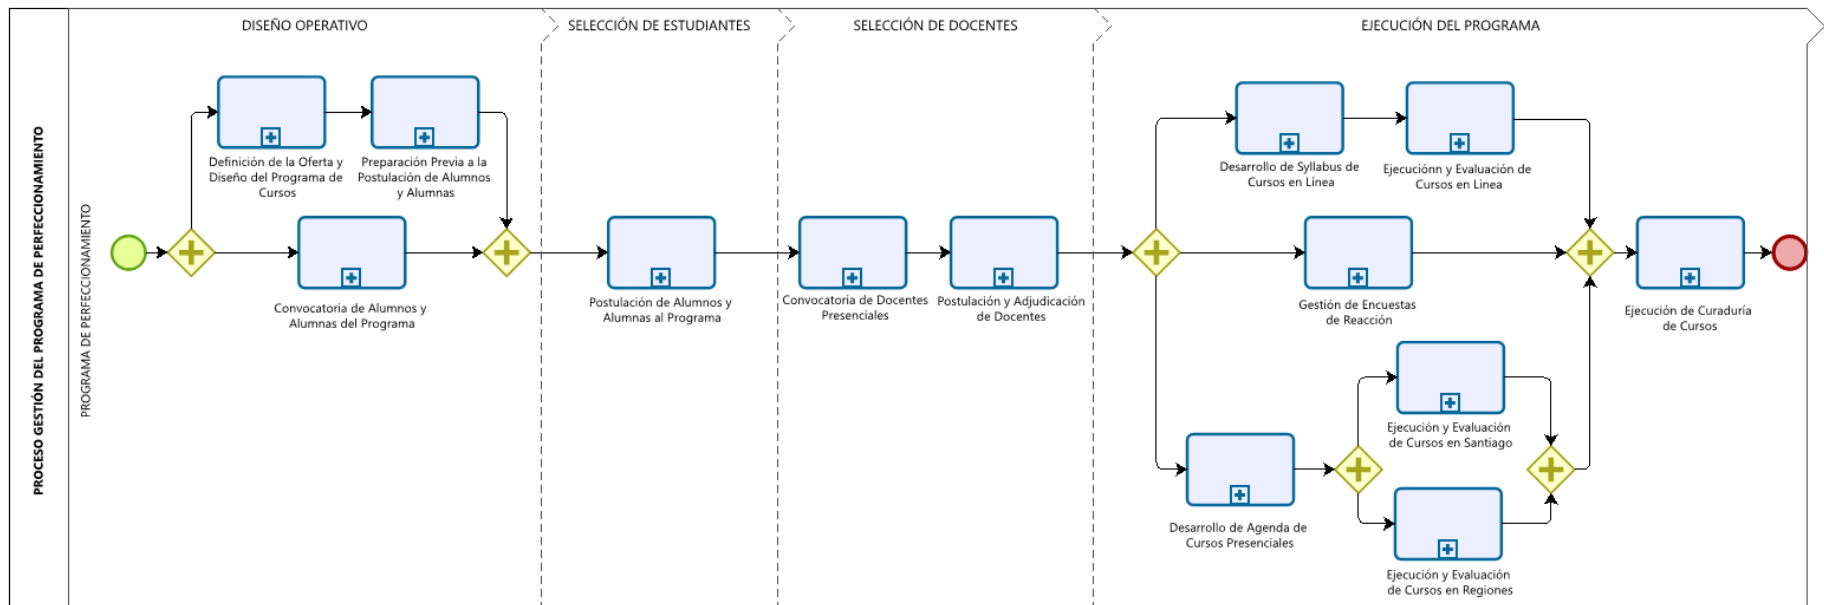 PROCESO GESTIÓN DEL PROGRAMA DE PERFECCIONAMIENTO
PROGRAMA DE PERFECCIONAMIENTO
DISEÑO OPERATIVO
SELECCIÓN DE ESTUDIANTES
SELECCIÓN DE DOCENTES
EJECUCIÓN DEL PROGRAMA
Definición de la Oferta y
Diseño del Programa de
Cursos
Preparación Previa a la
Postulación de Alumnos
y Alumnas
Convocatoria de Alumnos y
Alumnas del Programa
Postulación de Alumnos y
Alumnas al Programa
Convocatoria de Docentes
Presenciales
Postulación y Adjudicación
de Docentes
Desarrollo de Syllabus de
Cursos en Linea
Ejecuciónn y Evaluación de
Cursos en Linea
Gestión de Encuestas
de Reacción
Ejecución de Curaduría
de Cursos
Desarrollo de Agenda de
Cursos Presenciales
Ejecución y Evaluación
de Cursos en Santiago
Ejecución y Evaluación
de Cursos en Regiones